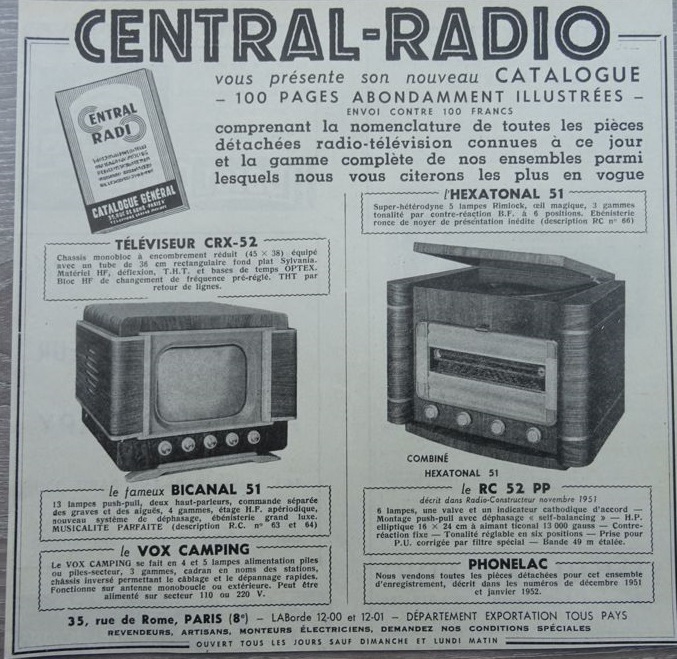 CENTRAL-RADIO
vous présente son nouveau CATALOGUE
– 100 PAGES ABONDAMMENT ILLUSTRÉES –
ENVOI CONTRE 100 FRANCS
comprenant la nomenclature de toutes les pièces
détachées radio-télévision connues à ce jour
et la gamme complète de nos ensembles parmi
lesquels nous vous citerons les plus en vogue
CENTRAL
RADIO
CATALOGUE GÉNÉRAL
l'HEXATONAL 51
Super-hétérodyne 5 lampes Rimlock, œil magique, 3 gammes
tonalité par contre-réaction B.F. à 6 positions. Ebénisterie
ronce de noyer de présentation inédite (description RC n° 66)
TÉLÉVISEUR CRX-52
Chassis monobloc à encombrement réduit (45 × 38) équipé
avec un tube de 36 cm rectangulaire fond plat Sylvania.
Matériel HF, déflexion, T.H.T. et bases de temps OPTEX.
Bloc HF de changement de fréquence pré-réglé. THT par
retour de lignes.
COMBINÉ
HEXATONAL 51
le fameux BICANAL 51
13 lampes push-pull, deux haut-parleurs, commande séparée
des graves et des aiguës, 4 gammes, étage H.F. apériodique,
nouveau système de déphasage, ébénisterie grand luxe.
MUSICALITE PARFAITE (description R.C. n° 63 et 64)
le VOX CAMPING
Le VOX CAMPING se fait en 4 et 5 lampes alimentation piles
ou piles-secteur, 3 gammes, cadran en noms des stations,
châssis inversé permettant le câblage et le dépannage rapides.
Fonctionne sur antenne monoboucle ou extérieure. Peut être
alimenté sur secteur 110 ou 220 V.
le RC 52 PP
décrit dans Radio-Constructeur novembre 1951
6 lampes, une valve et un indicateur cathodique d'accord —
Montage push-pull avec déphasage « self-balancing » — H.P.
elliptique 16 × 24 cm à aimant ticonal 13 000 gauss — Contre-
réaction fixe — Tonalité réglable en six positions — Prise pour
P.U. corrigée par filtre spécial — Bande 49 m étalée.
PHONELAC
Nous vendons toutes les pièces détachées pour cet ensemble
d'enregistrement, décrit dans les numéros de décembre 1951
et janvier 1952.
35, rue de Rome, PARIS (8e) – LABorde 12-00 et 12-01 – DÉPARTEMENT EXPORTATION TOUS PAYS
REVENDEURS, ARTISANS, MONTEURS ÉLECTRICIENS, DEMANDEZ NOS CONDITIONS SPÉCIALES
OUVERT TOUS LES JOURS SAUF DIMANCHE ET LUNDI MATIN